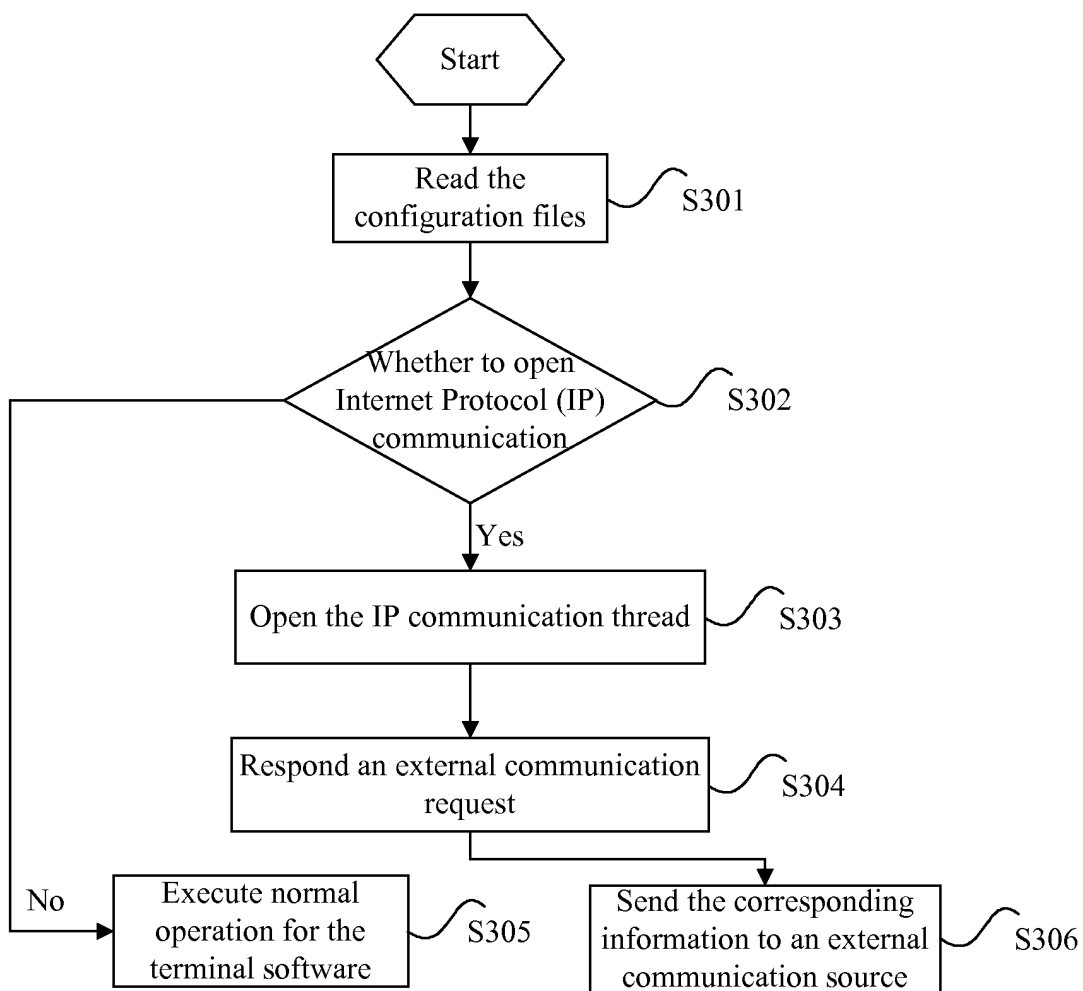 Start
Read the
configuration files
S301
Whether to open
Internet Protocol (IP)
communication
S302
Yes
Open the IP communication thread
S303
Respond an external communication
request
S304
No
Execute normal
operation for the
terminal software
S305
Send the corresponding
information to an external
communication source
S306